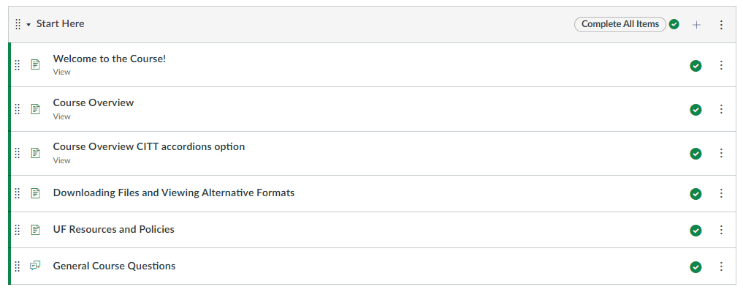 Start Here
Complete All Items
Welcome to the Course!
View
Course Overview
View
Course Overview CITT accordions option
View
Downloading Files and Viewing Alternative Formats
UF Resources and Policies
General Course Questions